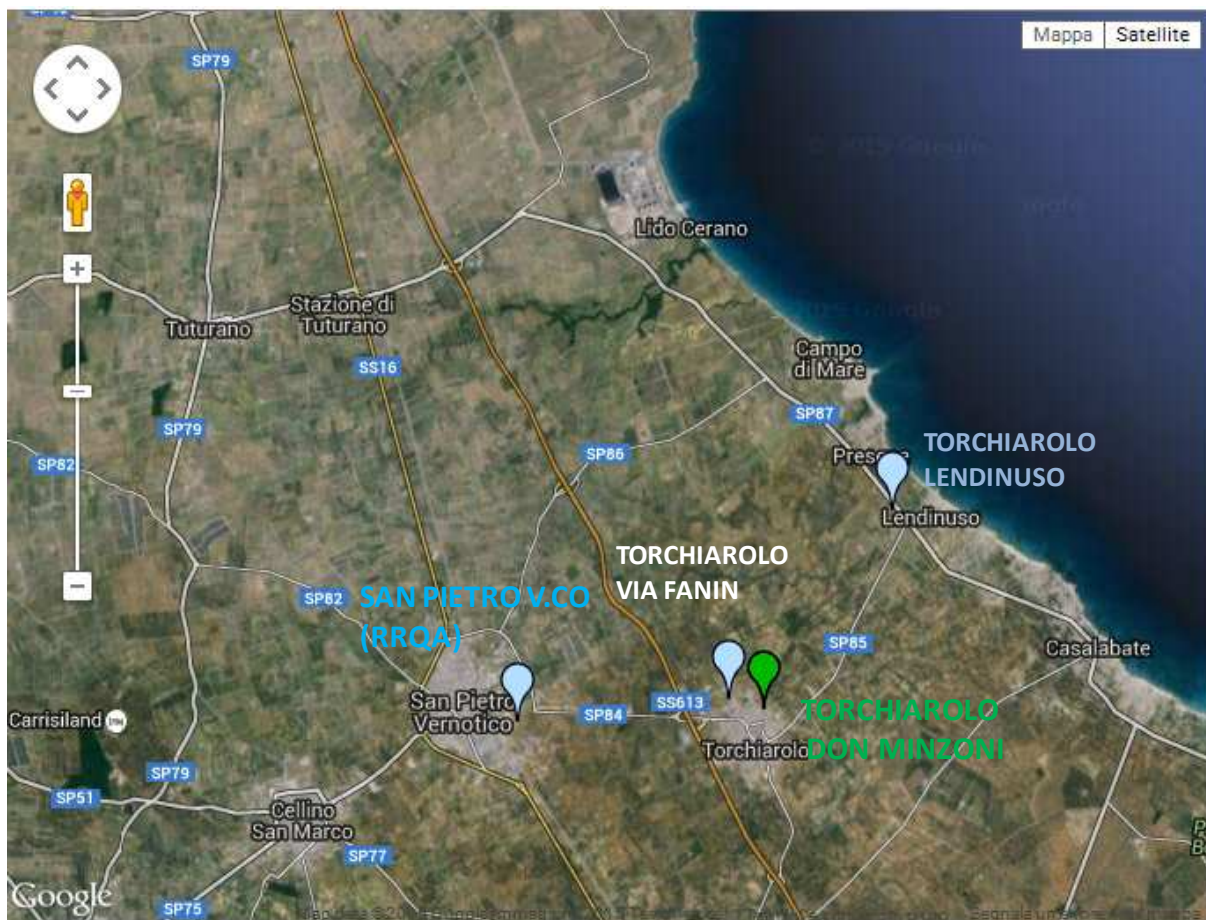 Mappa
Satellite
SP79
© 2015 Google
Lido Cerano
Stazione di
Tuturano
Tuturano
SS16
Campo
di Mare
SP87
SP79
SP86
SP82
TORCHIAROLO
LENDINUSO
Lendinuso
TORCHIAROLO
VIA FANIN
SP82
SAN PIETRO V.CO
(RRQA)
SP85
Casalabate
San Pietro
Vernotico
SP84
SS613
Carrisiland
TORCHIAROLO
DON MINZONI
Torchiarolo
SP79
SP51
Cellino
San Marco
SP77
SP75
Google